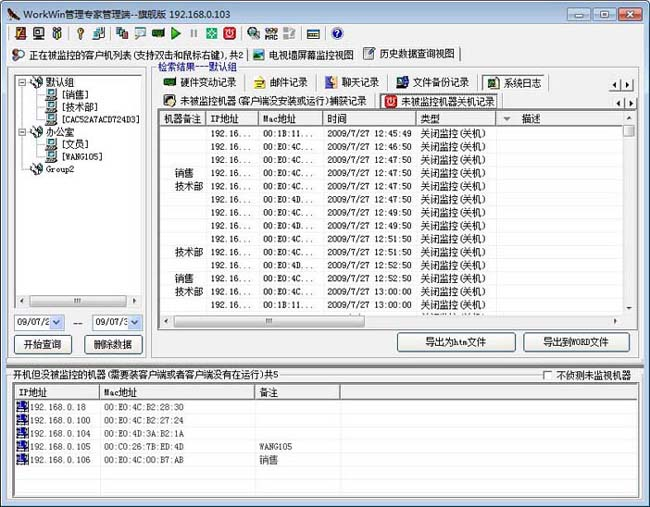 WorkWin管理专家管理端--旗舰版 192.168.0.103
正在被监控的客户机列表(支持双击和鼠标右键),共2 电视墙屏幕监控视图 历史数据查询视图
默认组
[销售]
[技术部]
[CAC52A7ACD724D3]
办公室
[文员]
[WANG105]
Group2
09/07/2 -- 09/07/3
开始查询 删除数据
检索结果---默认组
硬件变动记录 邮件记录 聊天记录 文件备份记录 系统日志
未被监控机器(客户端没安装或运行)捕获记录 未被监控机器关机记录
机器备注 IP地址 Mac地址 时间 类型 描述
192.16... 00:1B:11... 2009/7/27 12:45:49 关闭监控(关机)
192.16... 00:E0:4C... 2009/7/27 12:46:50 关闭监控(关机)
192.16... 00:E0:4C... 2009/7/27 12:47:50 关闭监控(关机)
销售 192.16... 00:E0:4C... 2009/7/27 12:47:50 关闭监控(关机)
技术部 192.16... 00:E0:4C... 2009/7/27 12:47:50 关闭监控(关机)
192.16... 00:E0:4D... 2009/7/27 12:47:50 关闭监控(关机)
192.16... 00:E0:4C... 2009/7/27 12:49:50 关闭监控(关机)
192.16... 00:E0:4D... 2009/7/27 12:49:50 关闭监控(关机)
192.16... 00:E0:4C... 2009/7/27 12:51:50 关闭监控(关机)
技术部 192.16... 00:E0:4C... 2009/7/27 12:51:50 关闭监控(关机)
192.16... 00:E0:4D... 2009/7/27 12:52:50 关闭监控(关机)
销售 192.16... 00:E0:4C... 2009/7/27 12:52:50 关闭监控(关机)
技术部 192.16... 00:E0:4C... 2009/7/27 13:00:00 关闭监控(关机)
192.16... 00:1B:11... 2009/7/27 13:00:00 关闭监控(关机)
导出为htm文件 导出到WORD文件
开机但没被监控的机器(需要装客户端或者客户端没有在运行)共5 不侦测未监视机器
IP地址 Mac地址 备注
192.168.0.18 00:E0:4C:B2:28:30
192.168.0.100 00:E0:4C:B2:27:24
192.168.0.104 00:E0:4D:3A:B2:1A
192.168.0.105 00:C0:26:7B:ED:4D WANG105
192.168.0.106 00:E0:4C:00:B7:AB 销售